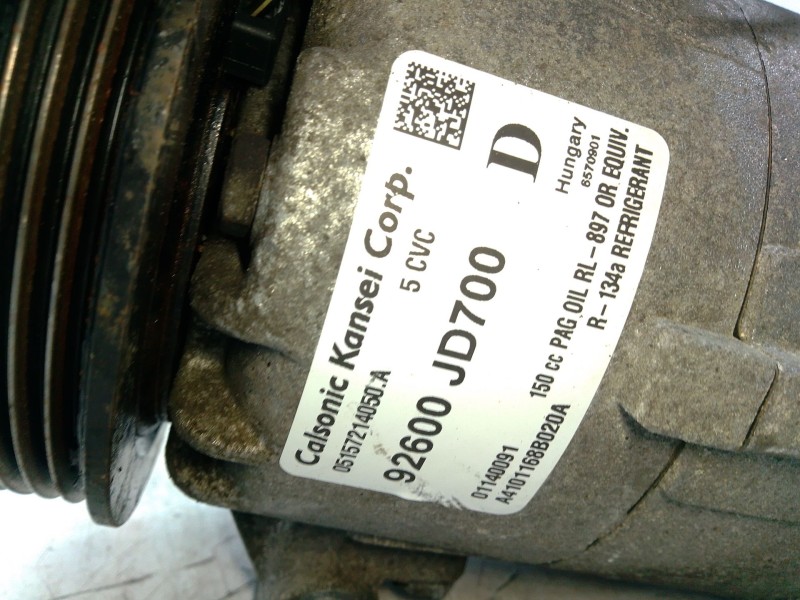 Calsonic Kansei Corp.
05157214050.A
5 CVC
D
92600 JD700
Hungary
8570901
01140091
150 cc PAG OIL RL-897 OR EQUIV.
A4101168B020A
R-134a REFRIGERANT